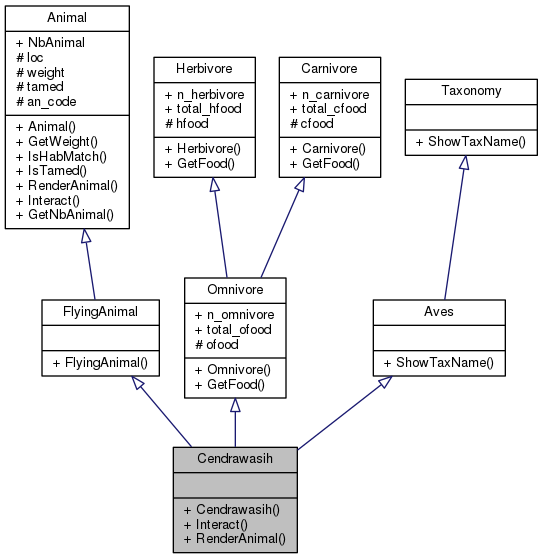 Animal
+ NbAnimal
# loc
# weight
# tamed
# an_code
+ Animal()
+ GetWeight()
+ IsHabMatch()
+ IsTamed()
+ RenderAnimal()
+ Interact()
+ GetNbAnimal()
Herbivore
+ n_herbivore
+ total_hfood
# hfood
+ Herbivore()
+ GetFood()
Carnivore
+ n_carnivore
+ total_cfood
# cfood
+ Carnivore()
+ GetFood()
Taxonomy
+ ShowTaxName()
FlyingAnimal
+ FlyingAnimal()
Omnivore
+ n_omnivore
+ total_ofood
# ofood
+ Omnivore()
+ GetFood()
Aves
+ ShowTaxName()
Cendrawasih
+ Cendrawasih()
+ Interact()
+ RenderAnimal()